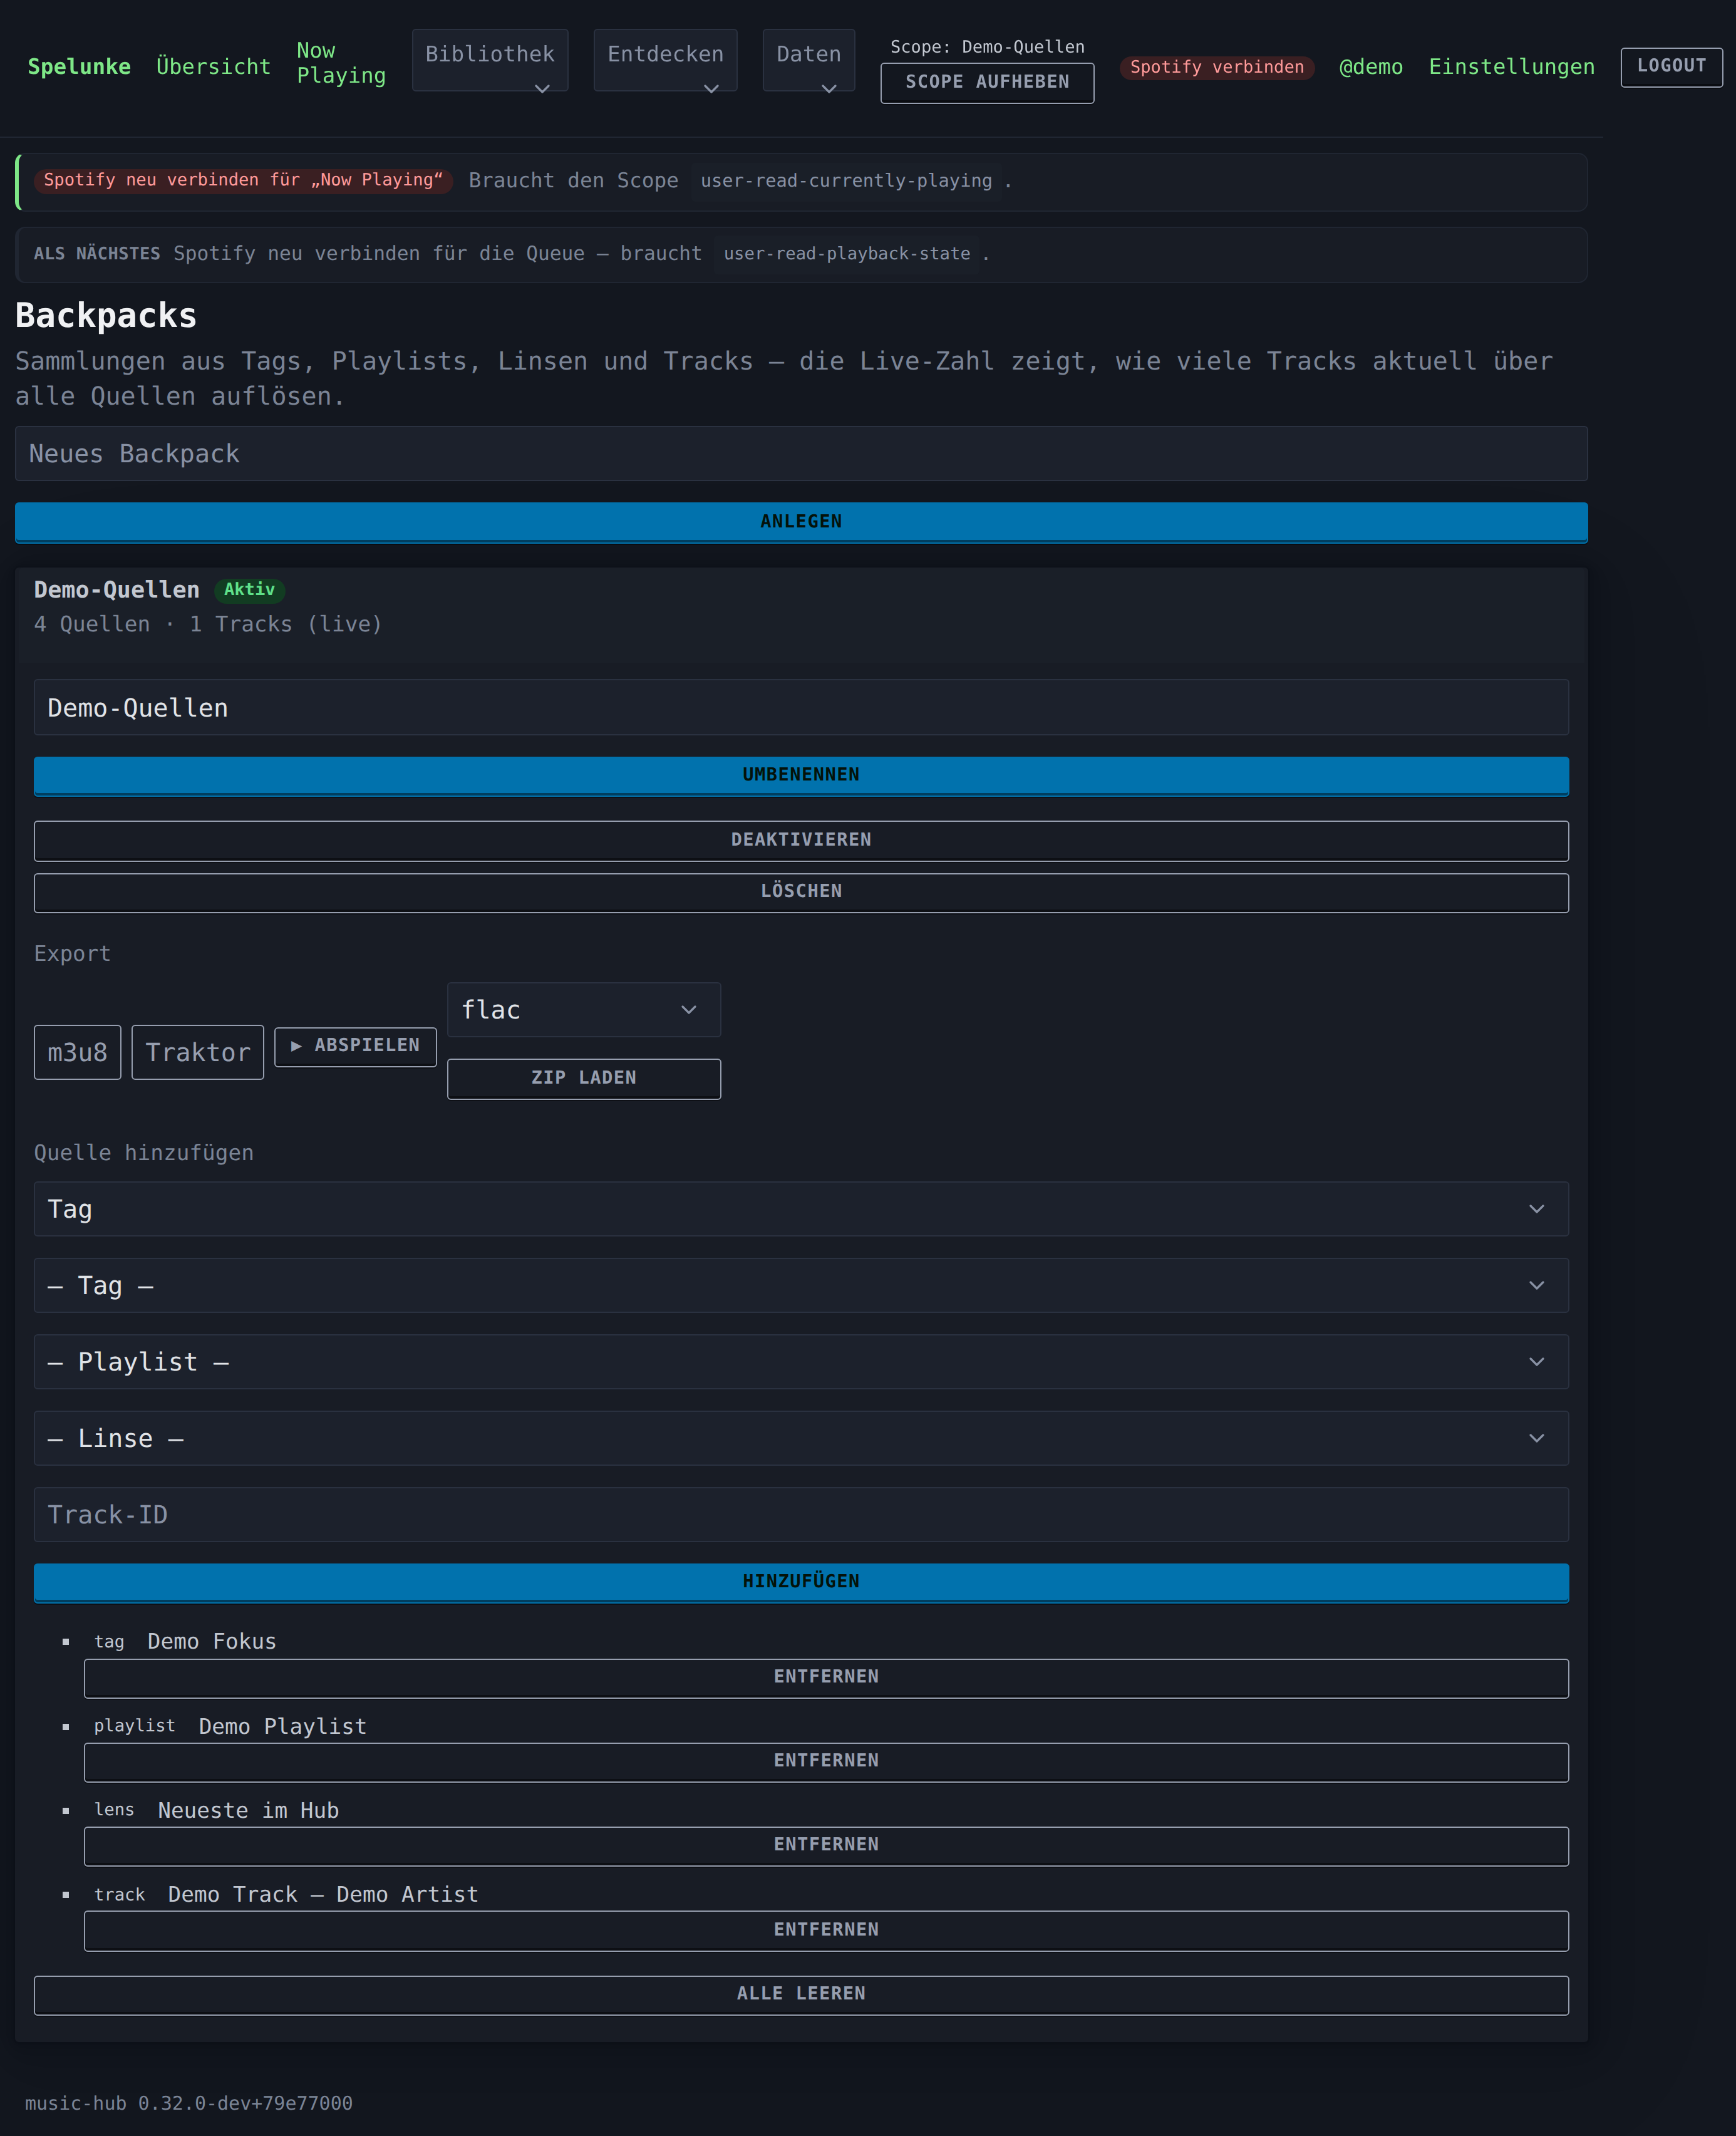 Spelunke Übersicht Now Playing Bibliothek Entdecken Daten Scope: Demo-Quellen SCOPE AUFHEBEN Spotify verbinden @demo Einstellungen LOGOUT
Spotify neu verbinden für „Now Playing“ Braucht den Scope user-read-currently-playing.
ALS NÄCHSTES Spotify neu verbinden für die Queue — braucht user-read-playback-state.
Backpacks
Sammlungen aus Tags, Playlists, Linsen und Tracks — die Live-Zahl zeigt, wie viele Tracks aktuell über
alle Quellen auflösen.
Neues Backpack
ANLEGEN
Demo-Quellen Aktiv
4 Quellen · 1 Tracks (live)
Demo-Quellen
UMBENENNEN
DEAKTIVIEREN
LÖSCHEN
Export
m3u8 Traktor ▶ ABSPIELEN flac
ZIP LADEN
Quelle hinzufügen
Tag
— Tag —
— Playlist —
— Linse —
Track-ID
HINZUFÜGEN
tag Demo Fokus
ENTFERNEN
playlist Demo Playlist
ENTFERNEN
lens Neueste im Hub
ENTFERNEN
track Demo Track — Demo Artist
ENTFERNEN
ALLE LEEREN
music-hub 0.32.0-dev+79e77000